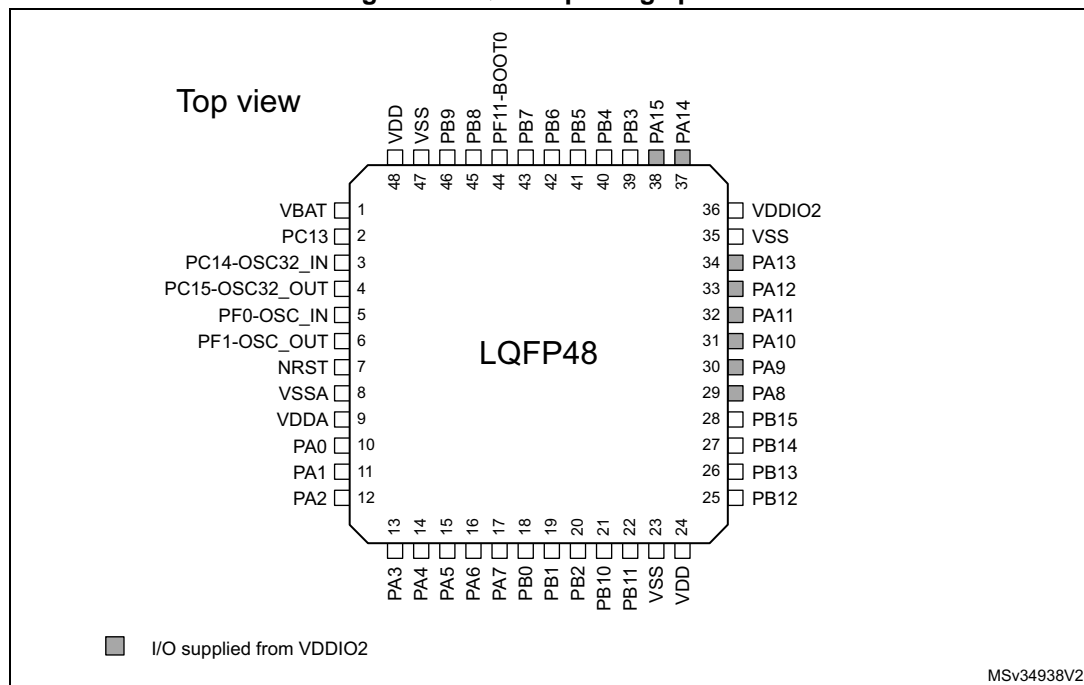 Top view
VDD
VSS
PB9
PB8
PF11-BOOT0
PB7
PB6
PB5
PB4
PB3
PA15
PA14
48
47
46
45
44
43
42
41
40
39
38
37
VBAT 1
PC13 2
PC14-OSC32_IN 3
PC15-OSC32_OUT 4
PF0-OSC_IN 5
PF1-OSC_OUT 6
NRST 7
VSSA 8
VDDA 9
PA0 10
PA1 11
PA2 12
LQFP48
36 VDDIO2
35 VSS
34 PA13
33 PA12
32 PA11
31 PA10
30 PA9
29 PA8
28 PB15
27 PB14
26 PB13
25 PB12
13
14
15
16
17
18
19
20
21
22
23
24
PA3
PA4
PA5
PA6
PA7
PB0
PB1
PB2
PB10
PB11
VSS
VDD
I/O supplied from VDDIO2
MSv34938V2